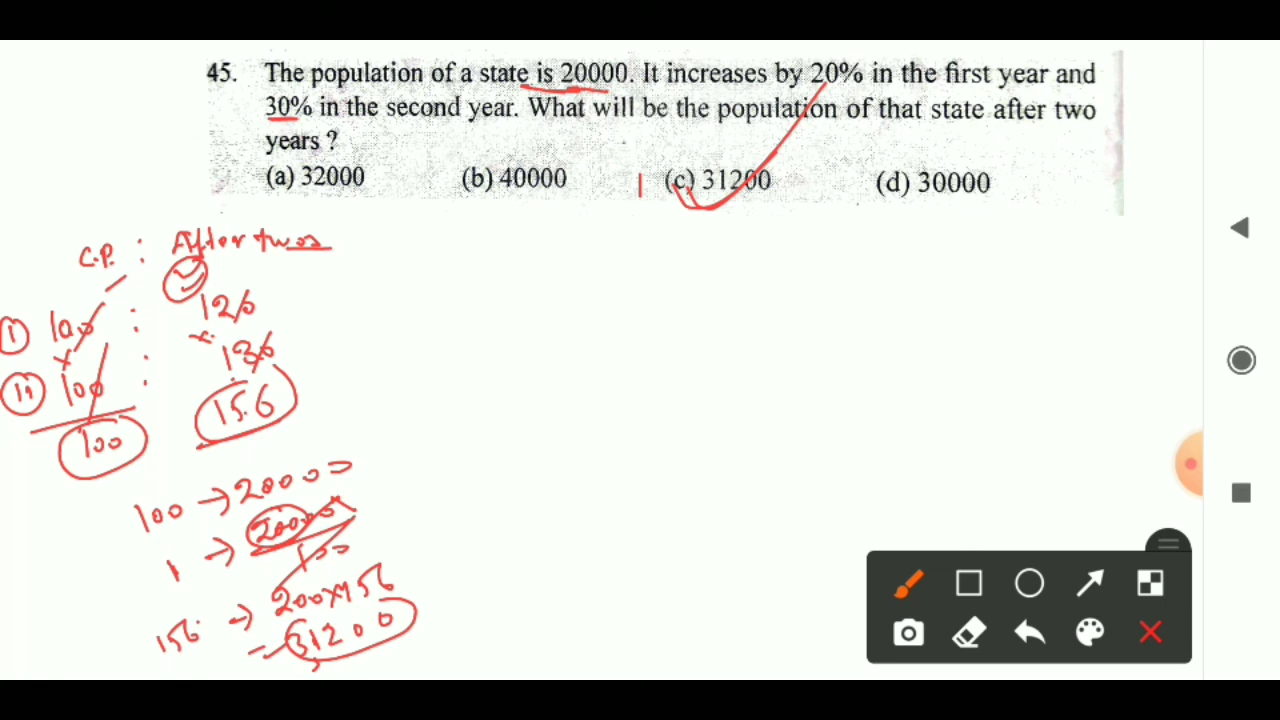 45. The population of a state is 20000. It increases by 20% in the first year and
30% in the second year. What will be the population of that state after two
years ?
(a) 32000 (b) 40000 (c) 31200 (d) 30000
C.P. : After two
(i) 100 : 120
x : x
(ii) 100 : 130
100 156
100 → 20000
1 → 20000
100
156 → 200×156
= 31200